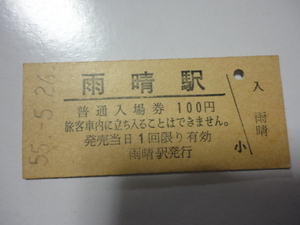 雨晴駅
普通入場券 100円
旅客車内に立ち入ることはできません。
発売当日1回限り有効
雨晴駅発行
入
雨晴
小
55.-5.26